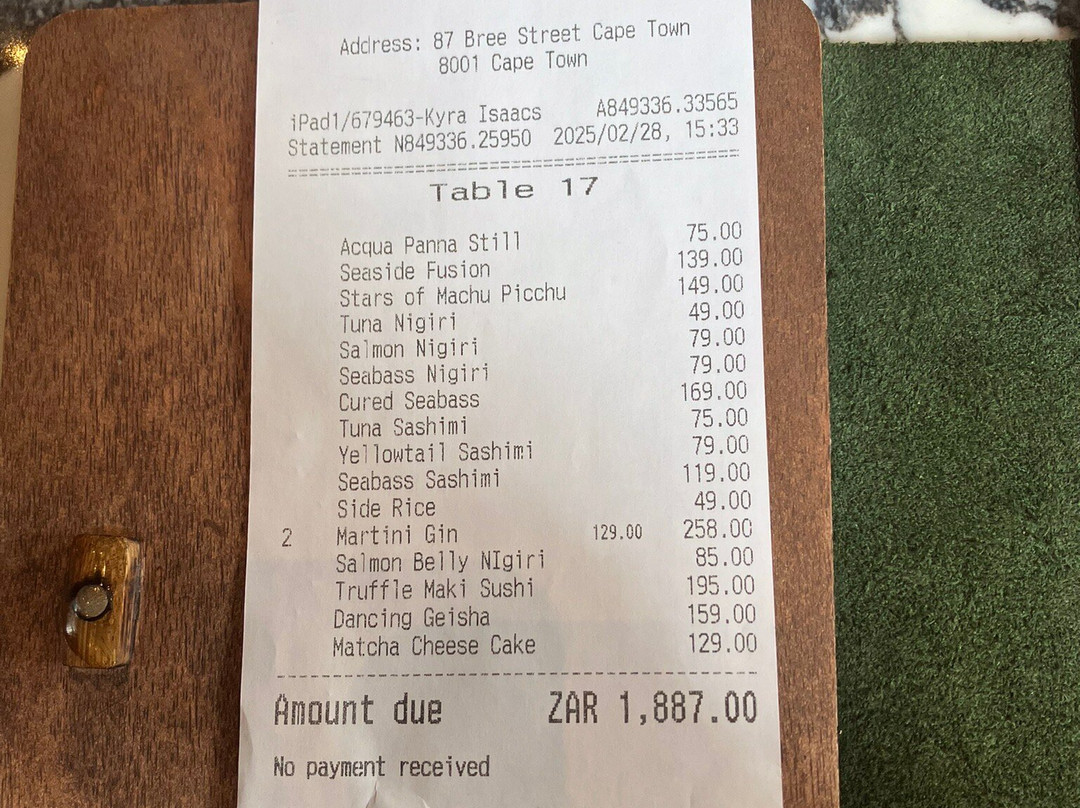 Address: 87 Bree Street Cape Town
8001 Cape Town
iPad1/679463-Kyra Isaacs A849336.33565
Statement N849336.25950 2025/02/28, 15:33
Table 17
Acqua Panna Still 75.00
Seaside Fusion 139.00
Stars of Machu Picchu 149.00
Tuna Nigiri 49.00
Salmon Nigiri 79.00
Seabass Nigiri 79.00
Cured Seabass 169.00
Tuna Sashimi 75.00
Yellowtail Sashimi 79.00
Seabass Sashimi 119.00
Side Rice 49.00
2 Martini Gin 129.00 258.00
Salmon Belly NIgiri 85.00
Truffle Maki Sushi 195.00
Dancing Geisha 159.00
Matcha Cheese Cake 129.00
Amount due ZAR 1,887.00
No payment received